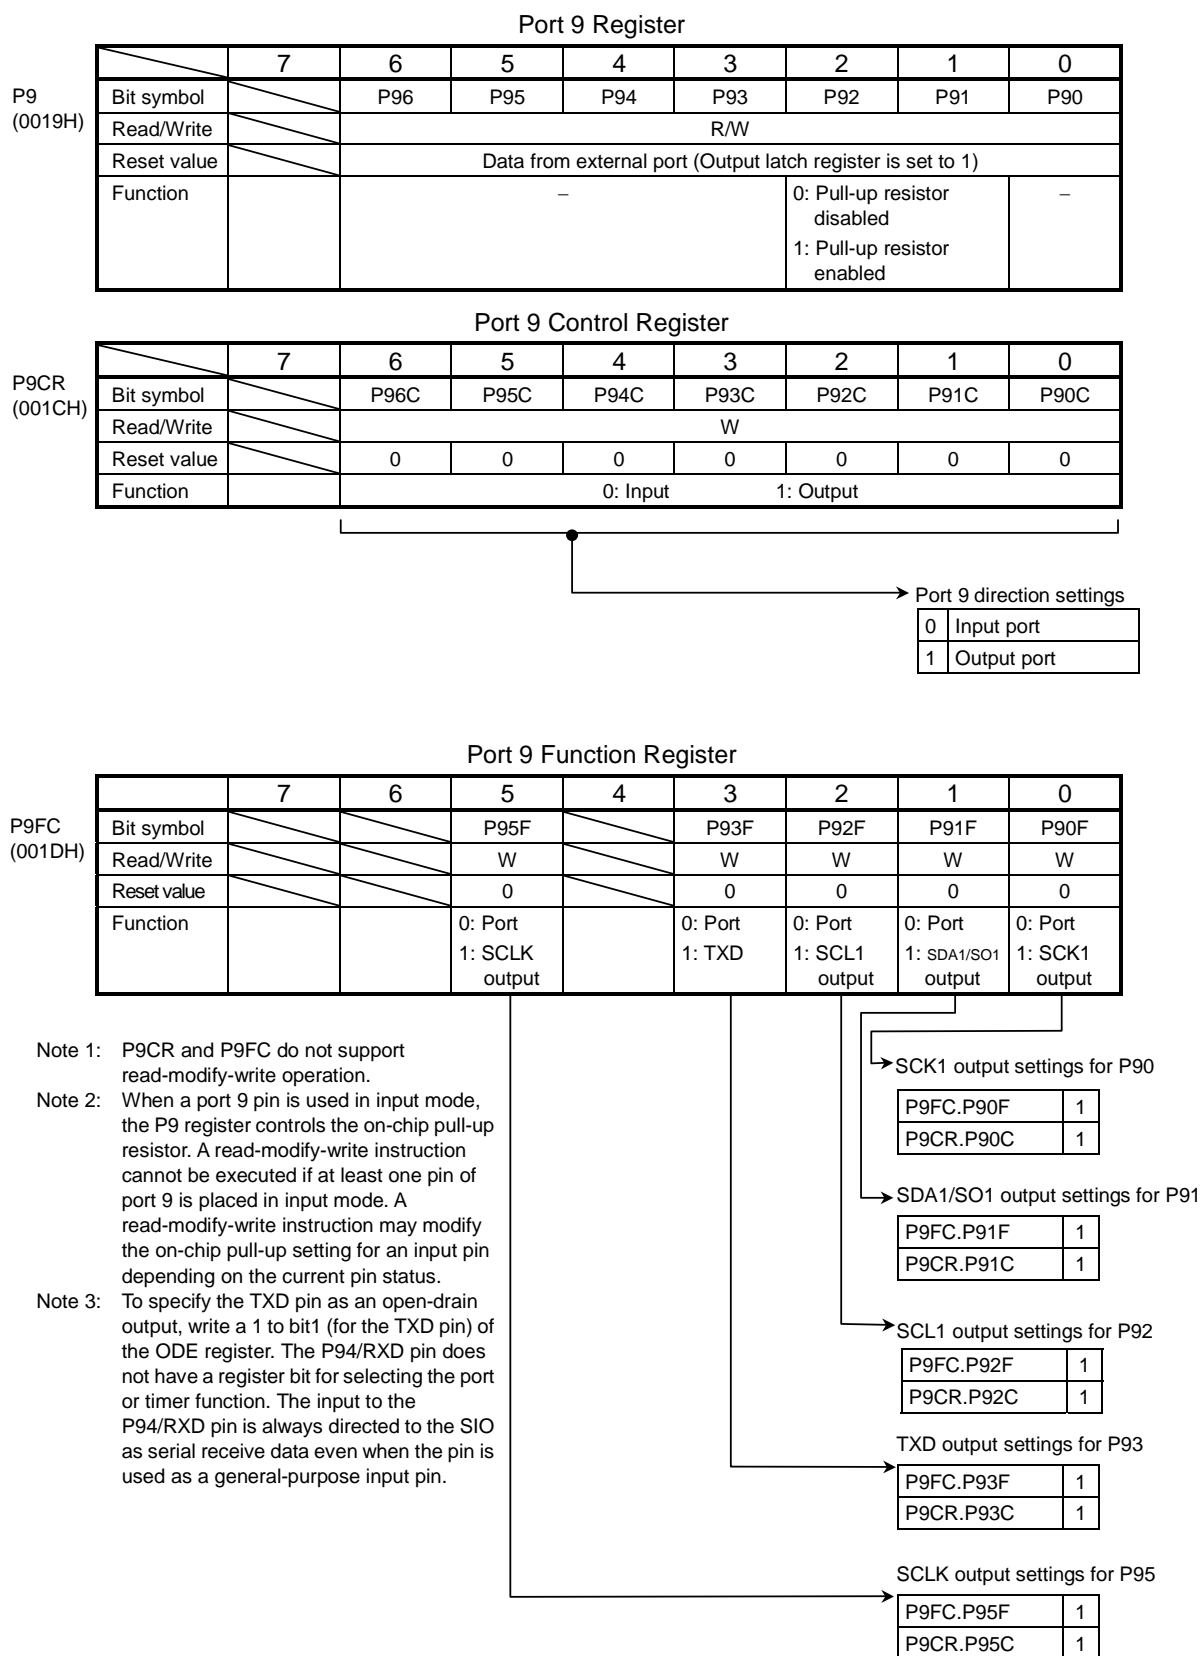 Port 9 Register
7 6 5 4 3 2 1 0
P9
(0019H)
Bit symbol P96 P95 P94 P93 P92 P91 P90
Read/Write R/W
Reset value Data from external port (Output latch register is set to 1)
Function – 0: Pull-up resistor disabled 1: Pull-up resistor enabled –
Port 9 Control Register
7 6 5 4 3 2 1 0
P9CR
(001CH)
Bit symbol P96C P95C P94C P93C P92C P91C P90C
Read/Write W
Reset value 0 0 0 0 0 0 0
Function 0: Input 1: Output
Port 9 direction settings
0 Input port
1 Output port
Port 9 Function Register
7 6 5 4 3 2 1 0
P9FC
(001DH)
Bit symbol P95F P93F P92F P91F P90F
Read/Write W W W W W
Reset value 0 0 0 0 0
Function 0: Port 0: Port 0: Port 0: Port 0: Port
1: SCLK 1: TXD 1: SCL1 1: SDA1/SO1 1: SCK1
output output output output
Note 1: P9CR and P9FC do not support
read-modify-write operation.
Note 2: When a port 9 pin is used in input mode,
the P9 register controls the on-chip pull-up
resistor. A read-modify-write instruction
cannot be executed if at least one pin of
port 9 is placed in input mode. A
read-modify-write instruction may modify
the on-chip pull-up setting for an input pin
depending on the current pin status.
Note 3: To specify the TXD pin as an open-drain
output, write a 1 to bit1 (for the TXD pin) of
the ODE register. The P94/RXD pin does
not have a register bit for selecting the port
or timer function. The input to the
P94/RXD pin is always directed to the SIO
as serial receive data even when the pin is
used as a general-purpose input pin.
SCK1 output settings for P90
P9FC.P90F 1
P9CR.P90C 1
SDA1/SO1 output settings for P91
P9FC.P91F 1
P9CR.P91C 1
SCL1 output settings for P92
P9FC.P92F 1
P9CR.P92C 1
TXD output settings for P93
P9FC.P93F 1
P9CR.P93C 1
SCLK output settings for P95
P9FC.P95F 1
P9CR.P95C 1